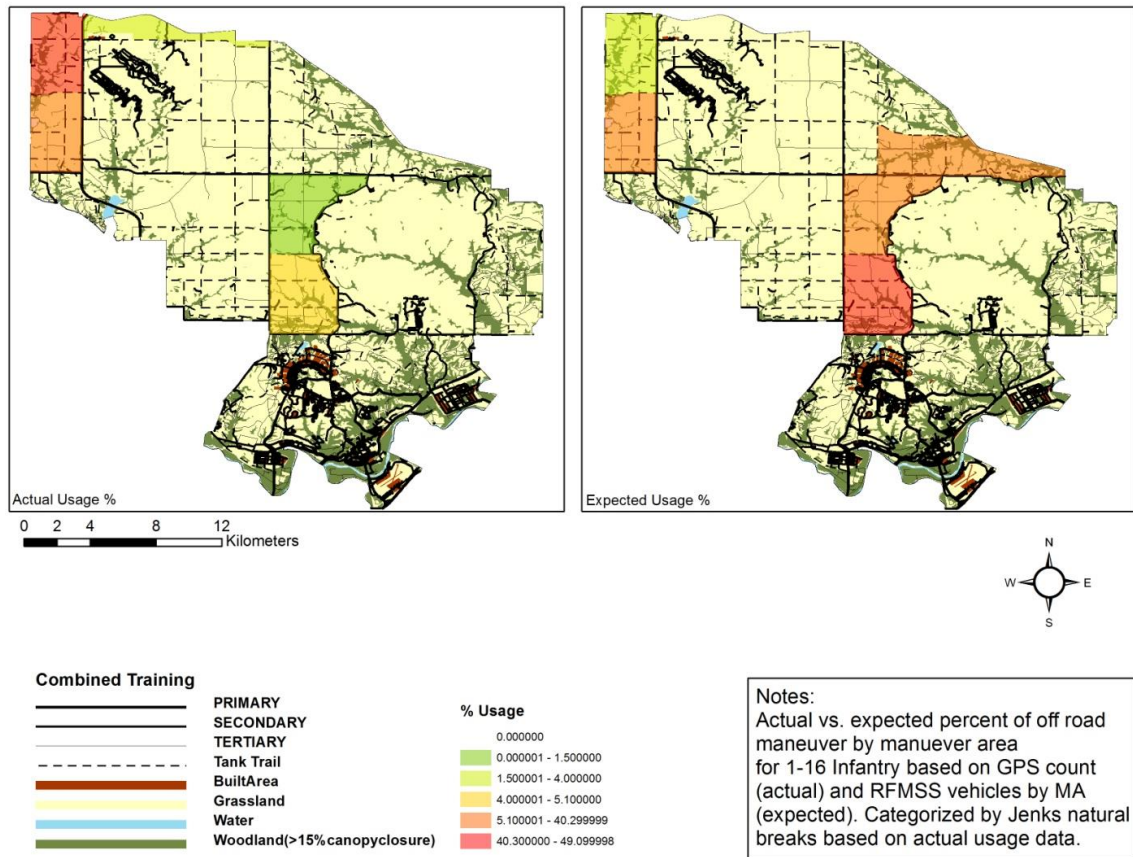 Actual Usage %
Expected Usage %
0 2 4 8 12
Kilometers
N
W E
S
Combined Training
PRIMARY
SECONDARY
TERTIARY
Tank Trail
BuiltArea
Grassland
Water
Woodland(>15%canopyclosure)
% Usage
0.000000
0.000001 - 1.500000
1.500001 - 4.000000
4.000001 - 5.100000
5.100001 - 40.299999
40.300000 - 49.099998
Notes:
Actual vs. expected percent of off road
maneuver by manuever area
for 1-16 Infantry based on GPS count
(actual) and RFMSS vehicles by MA
(expected). Categorized by Jenks natural
breaks based on actual usage data.